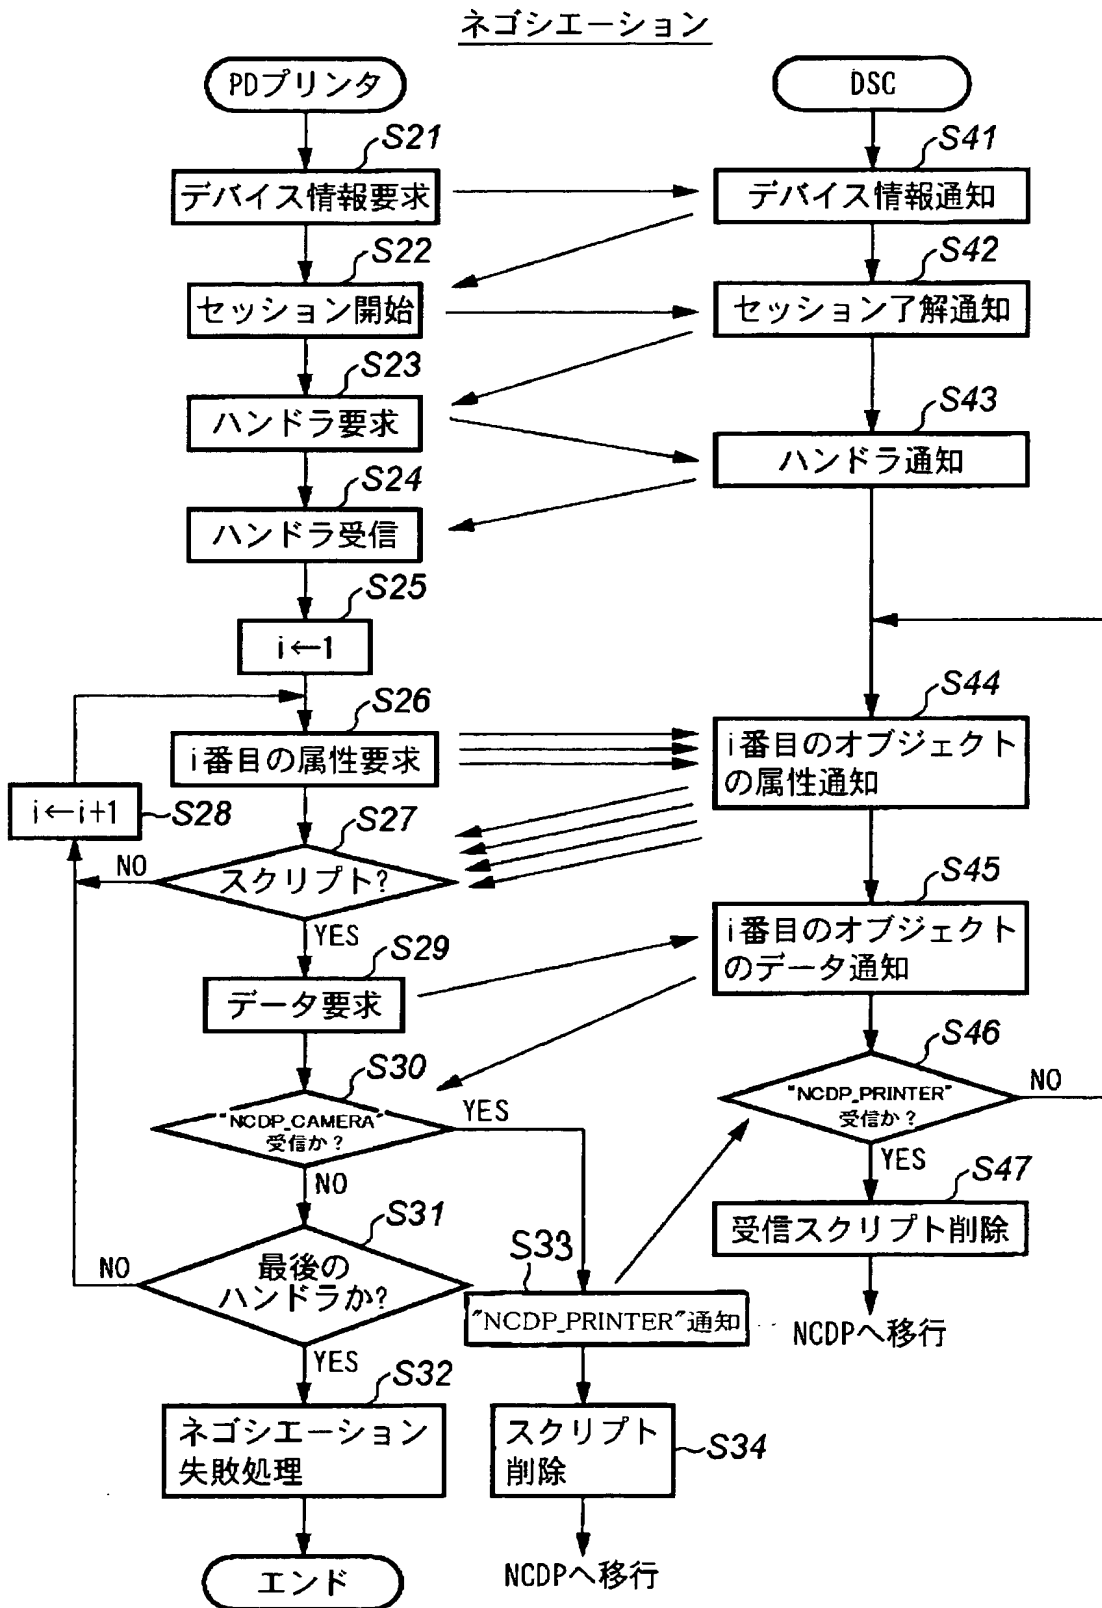 ネゴシエーション
PDプリンタ
DSC
S21
デバイス情報要求
S41
デバイス情報通知
S22
セッション開始
S42
セッション了解通知
S23
ハンドラ要求
S43
ハンドラ通知
S24
ハンドラ受信
S25
i←1
S26
i番目の属性要求
S44
i番目のオブジェクト
の属性通知
i←i+1
S28
S27
スクリプト?
NO
YES
S45
i番目のオブジェクト
のデータ通知
S29
データ要求
S30
"NCDP_CAMERA"
受信か?
YES
NO
S46
"NCDP_PRINTER"
受信か?
NO
YES
S47
受信スクリプト削除
NCDPへ移行
S31
最後の
ハンドラか?
NO
YES
S33
"NCDP_PRINTER"通知
S32
ネゴシエーション
失敗処理
スクリプト
削除
S34
エンド
NCDPへ移行